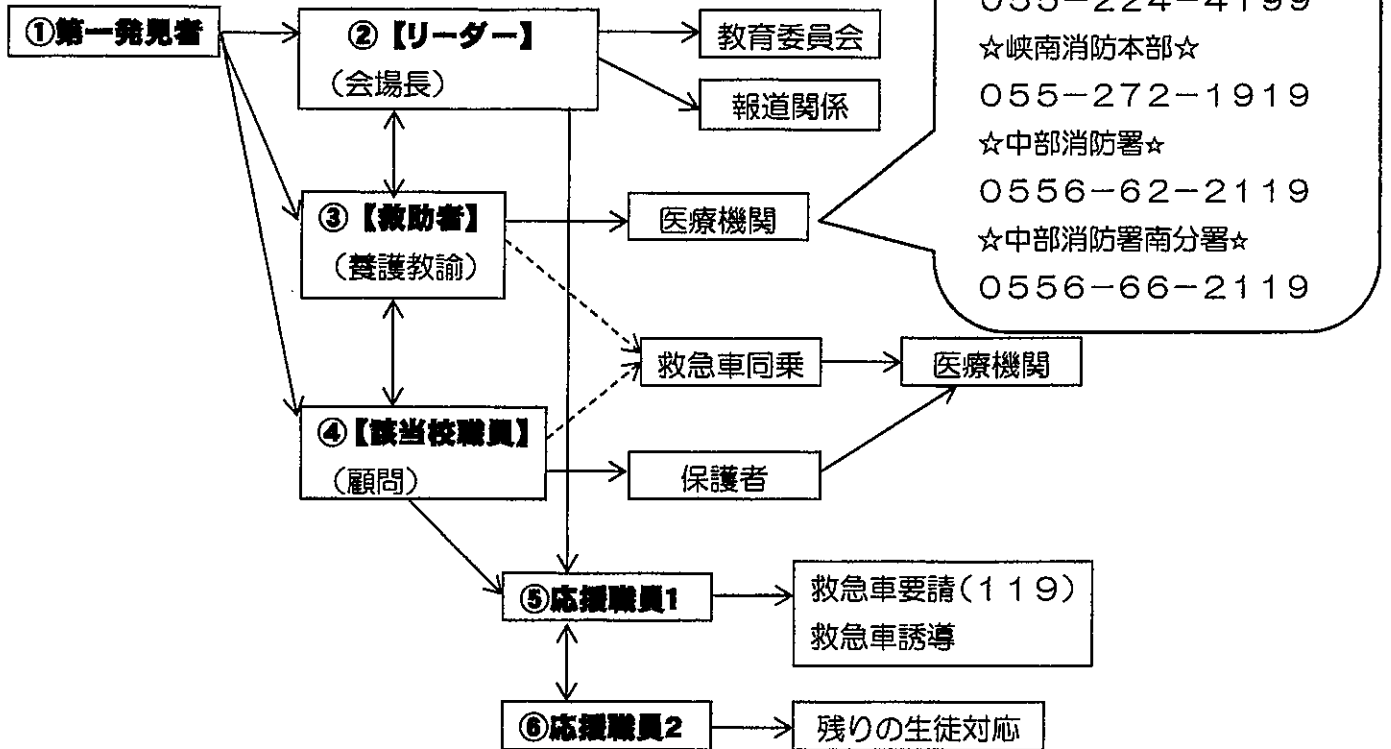 ①第一発見者
②【リーダー】
(会場長)
教育委員会
報道関係
055-224-4199
☆峡南消防本部☆
055-272-1919
☆中部消防署☆
0556-62-2119
☆中部消防署南分署☆
0556-66-2119
③【救助者】
(養護教諭)
医療機関
救急車同乗
医療機関
④【該当校職員】
(顧問)
保護者
⑤応援職員1
救急車要請(119)
救急車誘導
⑥応援職員2
残りの生徒対応